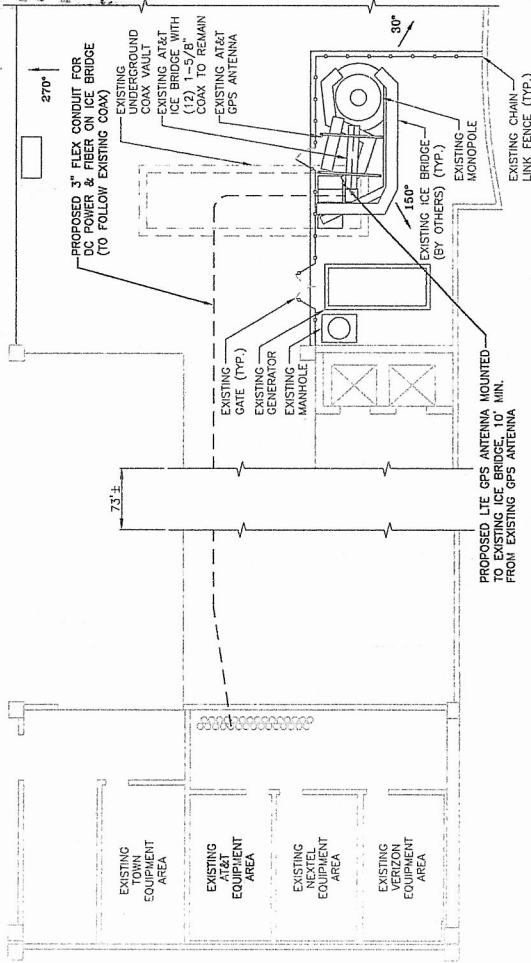 270°
PROPOSED 3" FLEX CONDUIT FOR
DC POWER & FIBER ON ICE BRIDGE
(TO FOLLOW EXISTING COAX)
EXISTING
UNDERGROUND
COAX VAULT
EXISTING AT&T
ICE BRIDGE WITH
(12) 1-5/8"
COAX TO REMAIN
EXISTING AT&T
GPS ANTENNA
30°
EXISTING
GATE (TYP.)
EXISTING
GENERATOR
EXISTING
MANHOLE
150°
EXISTING ICE BRIDGE
(BY OTHERS) (TYP.)
EXISTING
MONOPOLE
EXISTING CHAIN
LINK FENCE (TYP.)
73'±
PROPOSED LTE GPS ANTENNA MOUNTED
TO EXISTING ICE BRIDGE, 10' MIN.
FROM EXISTING GPS ANTENNA
EXISTING
TOWN
EQUIPMENT
AREA
EXISTING
AT&T
EQUIPMENT
AREA
EXISTING
NEXTEL
EQUIPMENT
AREA
EXISTING
VERIZON
EQUIPMENT
AREA